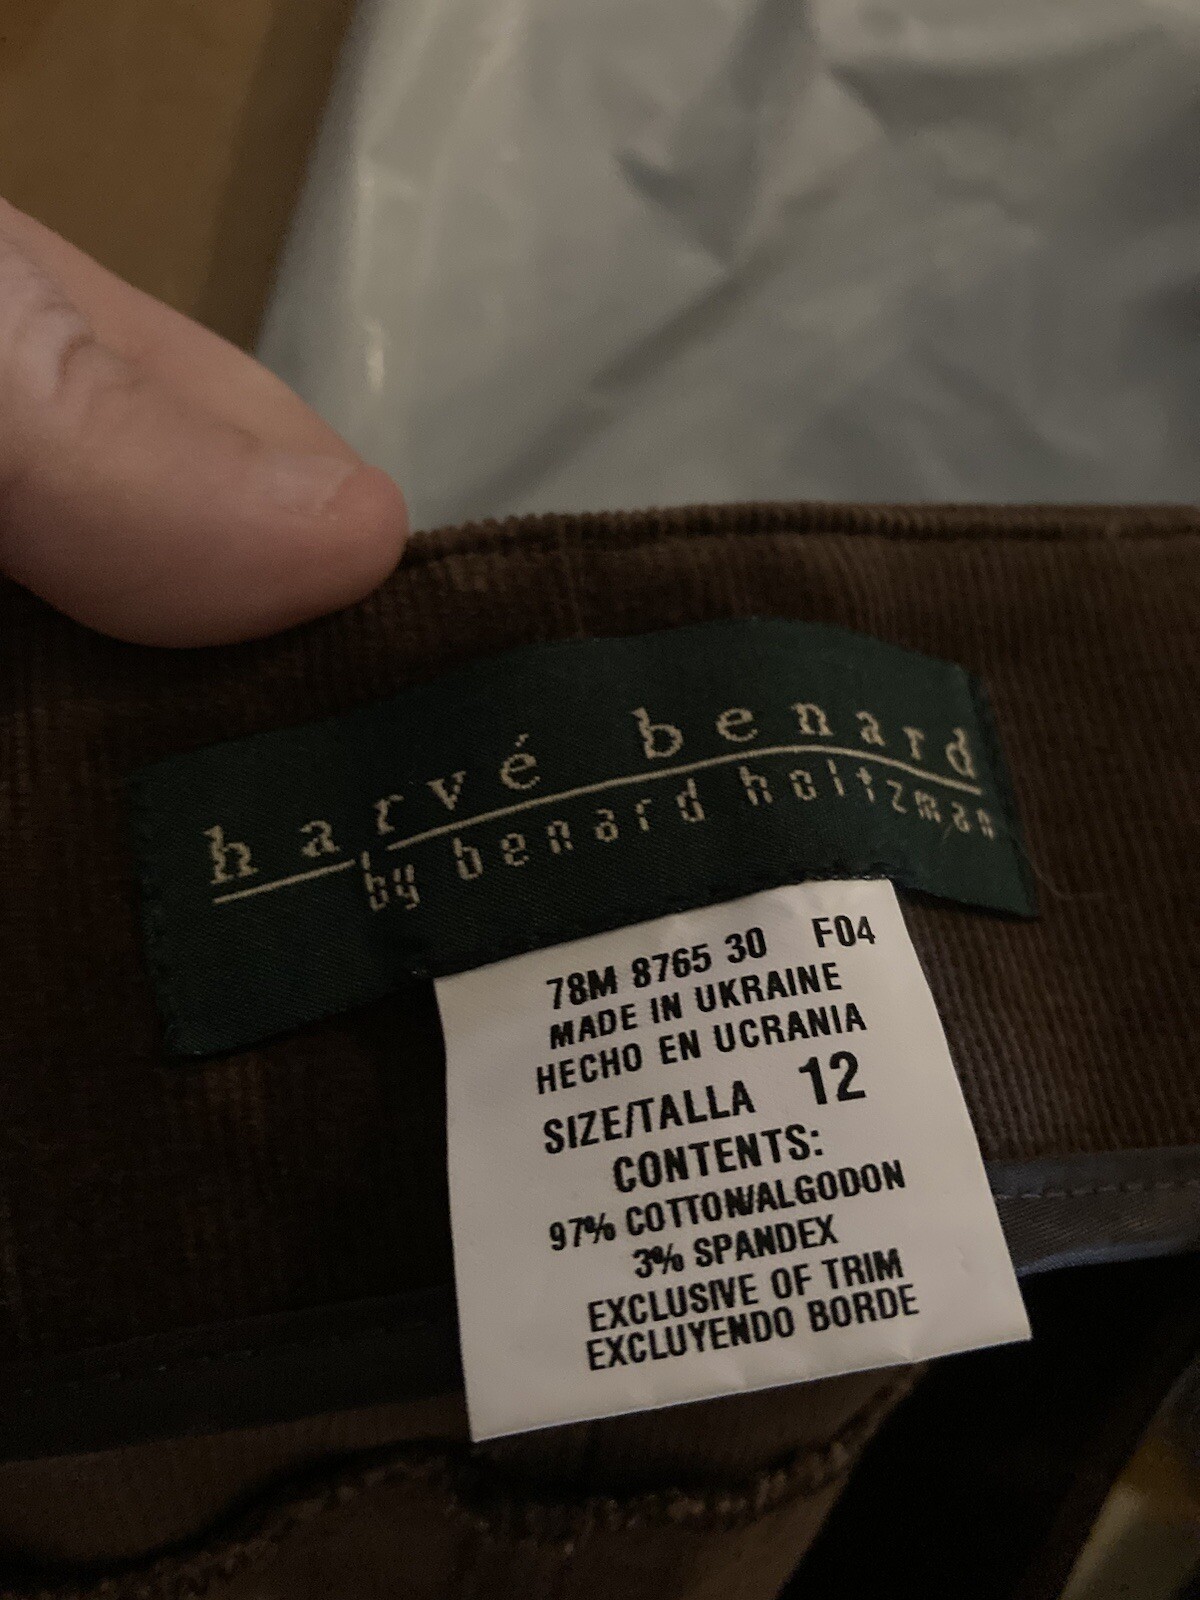 harvé benard
by benard holtzman
78M 8765 30 F04
MADE IN UKRAINE
HECHO EN UCRANIA
SIZE/TALLA 12
CONTENTS:
97% COTTON/ALGODON
3% SPANDEX
EXCLUSIVE OF TRIM
EXCLUYENDO BORDE